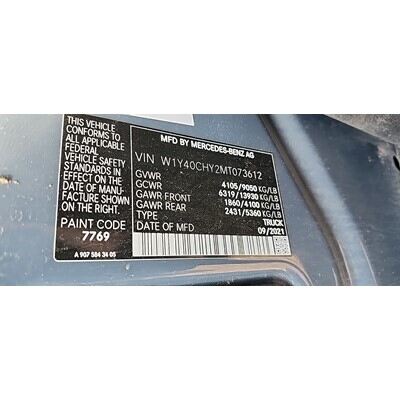 THIS VEHICLE
CONFORMS TO
ALL APPLICABLE
FEDERAL
VEHICLE SAFETY
STANDARDS IN
EFFECT ON THE
DATE OF MANU-
FACTURE SHOWN
ON THE RIGHT.
PAINT CODE
7769
A 907 584 34 05
MFD BY MERCEDES-BENZ AG
VIN W1Y40CHY2MT073612
GVWR 4105/9050 KG/LB
GCWR 6319/13930 KG/LB
GAWR FRONT 1860/4100 KG/LB
GAWR REAR 2431/5360 KG/LB
TYPE TRUCK
DATE OF MFD 09/2021